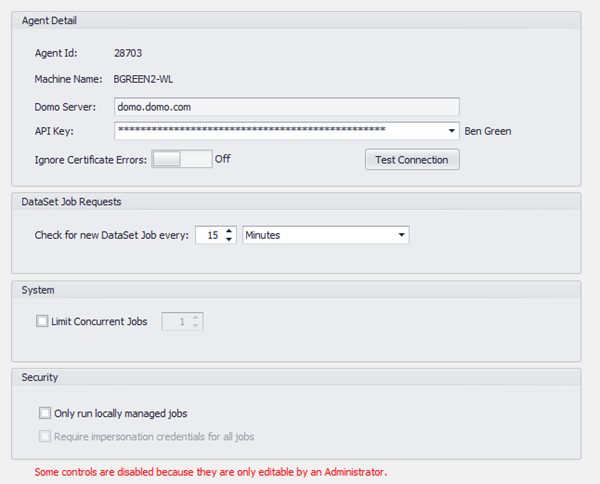 Agent Detail
Agent Id: 28703
Machine Name: BGREEN2-WL
Domo Server: domo.domo.com
API Key: ************************************************ Ben Green
Ignore Certificate Errors: Off Test Connection
DataSet Job Requests
Check for new DataSet Job every: 15 Minutes
System
Limit Concurrent Jobs 1
Security
Only run locally managed jobs
Require impersonation credentials for all jobs
Some controls are disabled because they are only editable by an Administrator.